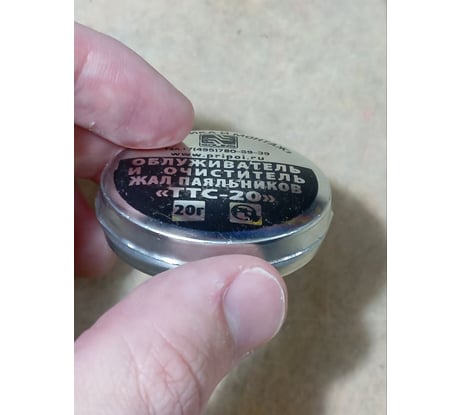 www.pripoi.ru
ОБЛУЖИВАТЕЛЬ
И ОЧИСТИТЕЛЬ
ЖАЛ ПАЯЛЬНИКОВ
«ТТС-20»
20г